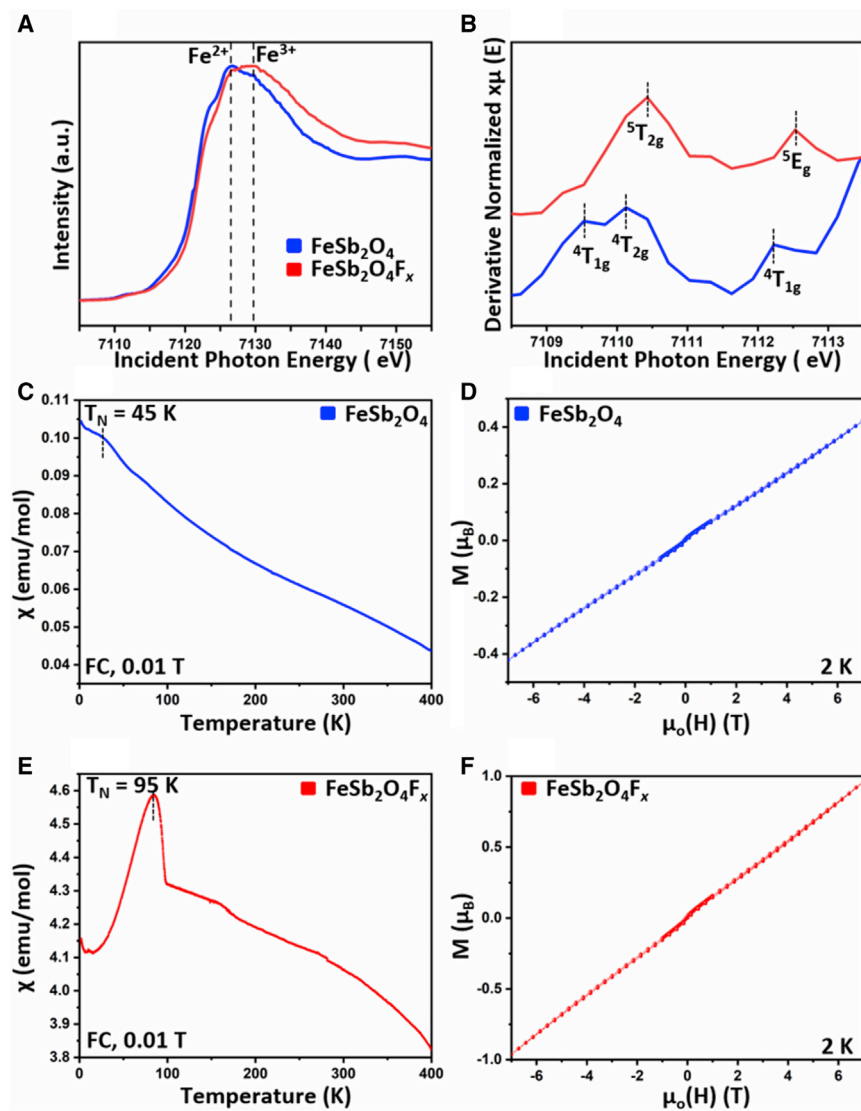 A
Fe2+
Fe3+
Intensity (a.u.)
FeSb2O4
FeSb2O4Fx
7110 7120 7130 7140 7150
Incident Photon Energy ( eV)
B
Derivative Normalized xμ (E)
5T2g
5Eg
4T1g
4T2g
4T1g
7109 7110 7111 7112 7113
Incident Photon Energy ( eV)
C
TN = 45 K
FeSb2O4
χ (emu/mol)
0.11
0.10
0.09
0.08
0.07
0.06
0.05
0.04
FC, 0.01 T
0 100 200 300 400
Temperature (K)
D
FeSb2O4
M (μB)
0.4
0.2
0.0
-0.2
-0.4
2 K
-6 -4 -2 0 2 4 6
μo(H) (T)
E
TN = 95 K
FeSb2O4Fx
χ (emu/mol)
4.6
4.5
4.4
4.3
4.2
4.1
4.0
3.9
3.8
FC, 0.01 T
0 100 200 300 400
Temperature (K)
F
FeSb2O4Fx
M (μB)
1.0
0.5
0.0
-0.5
-1.0
2 K
-6 -4 -2 0 2 4 6
μo(H) (T)